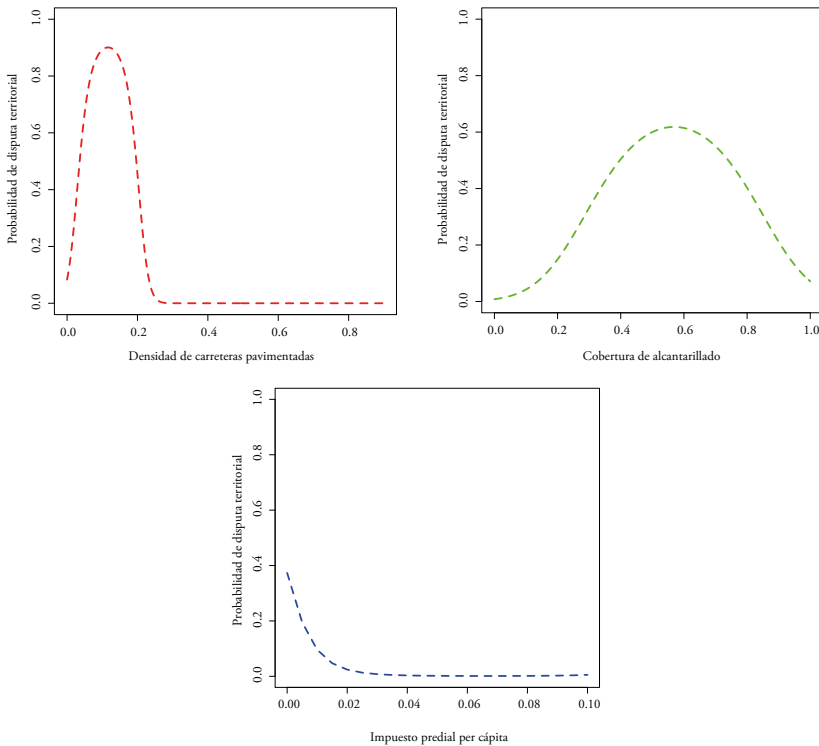 Probabilidad de disputa territorial
1.0
0.8
0.6
0.4
0.2
0.0
0.0 0.2 0.4 0.6 0.8
Densidad de carreteras pavimentadas
Probabilidad de disputa territorial
1.0
0.8
0.6
0.4
0.2
0.0
0.0 0.2 0.4 0.6 0.8 1.0
Cobertura de alcantarillado
Probabilidad de disputa territorial
1.0
0.8
0.6
0.4
0.2
0.0
0.00 0.02 0.04 0.06 0.08 0.10
Impuesto predial per cápita